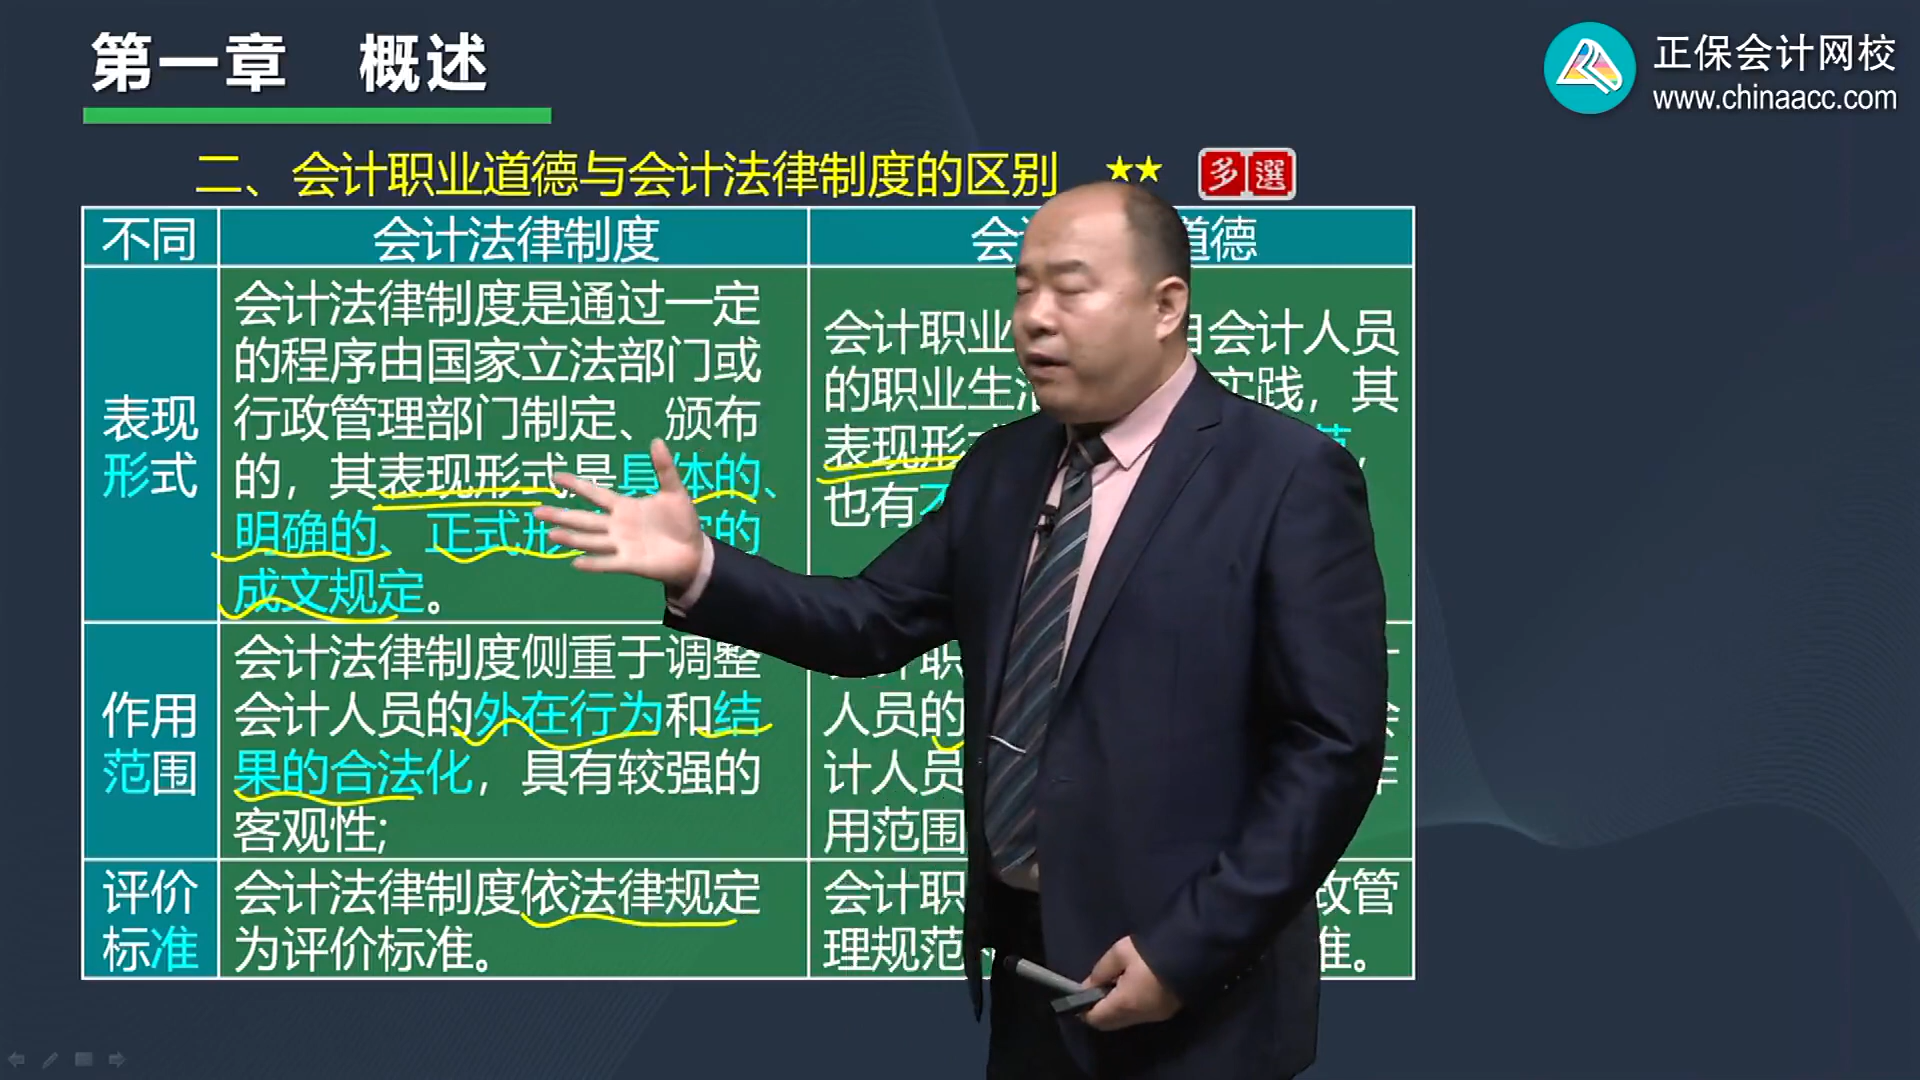 第一章 概述
正保会计网校
www.chinaacc.com
二、会计职业道德与会计法律制度的区别 ★★ 多選
不同 会计法律制度 会 道德
表现
形式
会计法律制度是通过一定
的程序由国家立法部门或
行政管理部门制定、颁布
的，其表现形式是具体的、
明确的、正式形 的
成文规定。
会计职业 自会计人员
的职业生 实践，其
表现形
也有不
作用
范围
会计法律制度侧重于调整
会计人员的外在行为和结
果的合法化，具有较强的
客观性;
会计职
人员的
计人员
用范围
评价
标准
会计法律制度依法律规定
为评价标准。
会计职 政管
理规范 准。